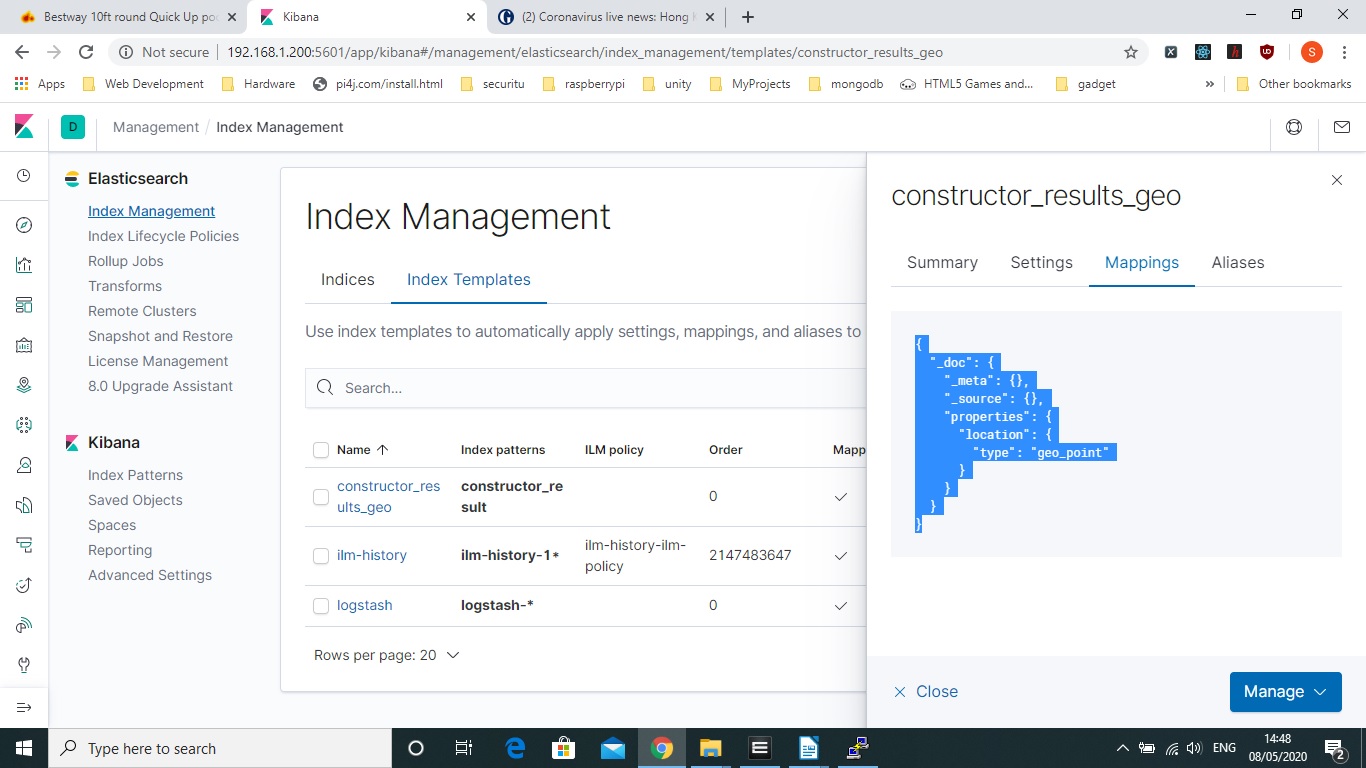 Bestway 10ft round Quick Up poo
Kibana
(2) Coronavirus live news: Hong K
Not secure
192.168.1.200:5601/app/kibana#/management/elasticsearch/index_management/templates/constructor_results_geo
S
Apps
Web Development
Hardware
pi4j.com/install.html
securitu
raspberrypi
unity
MyProjects
mongodb
HTML5 Games and...
gadget
»
Other bookmarks
D
Management / Index Management
Elasticsearch
Index Management
Index Lifecycle Policies
Rollup Jobs
Transforms
Remote Clusters
Snapshot and Restore
License Management
8.0 Upgrade Assistant
Kibana
Index Patterns
Saved Objects
Spaces
Reporting
Advanced Settings
Index Management
Indices
Index Templates
Use index templates to automatically apply settings, mappings, and aliases to
Search...
Name Index patterns ILM policy Order Mapp
constructor_res
ults_geo
constructor_re
sult
0
ilm-history
ilm-history-1*
ilm-history-ilm-
policy
2147483647
logstash
logstash-*
0
Rows per page: 20
constructor_results_geo
Summary
Settings
Mappings
Aliases
{
"_doc": {
"_meta": {},
"_source": {},
"properties": {
"location": {
"type": "geo_point"
}
}
}
}
Close
Manage
Type here to search
ENG
14:48
08/05/2020
2